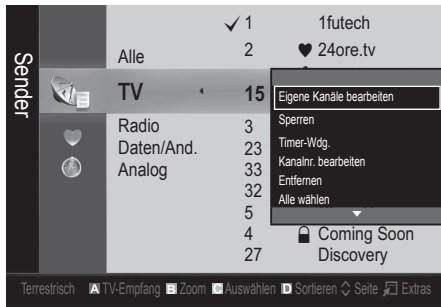 Sender
✓ 1 1futech
Alle 2 ♥ 24ore.tv
TV 15
Radio 3
Daten/And. 23
Analog 33
32
5
4 Coming Soon
27 Discovery
Eigene Kanäle bearbeiten
Sperren
Timer-Wdg.
Kanalnr. bearbeiten
Entfernen
Alle wählen
Terrestrisch A TV-Empfang B Zoom C Auswählen D Sortieren Seite Extras